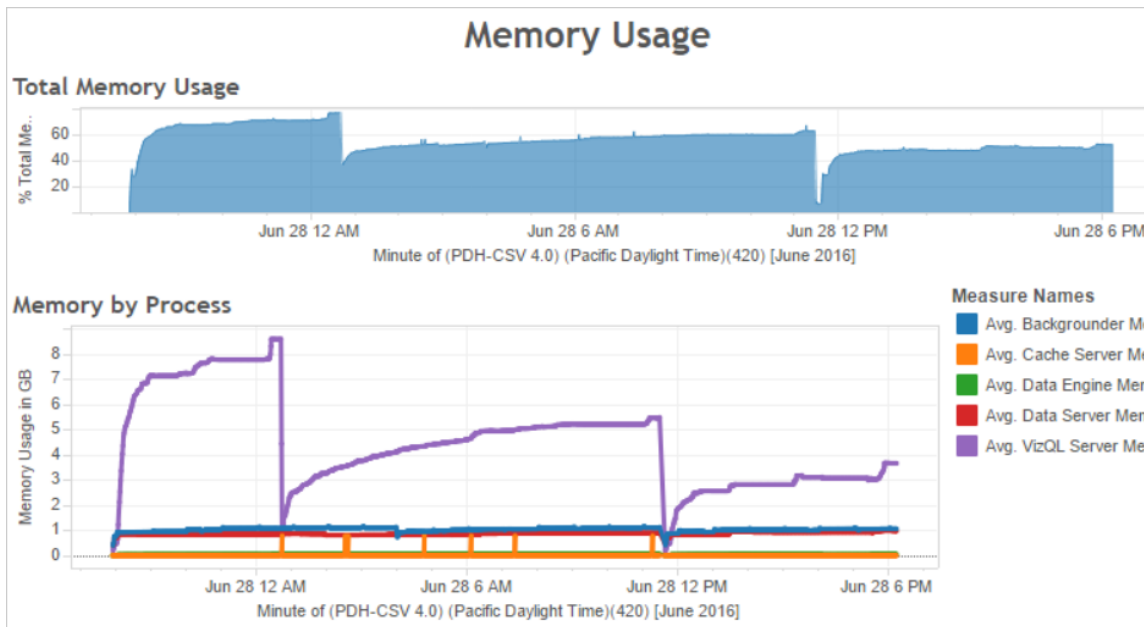 Memory Usage
Total Memory Usage
% Total Me..
60
40
20
Jun 28 12 AM
Jun 28 6 AM
Jun 28 12 PM
Jun 28 6 PM
Minute of (PDH-CSV 4.0) (Pacific Daylight Time)(420) [June 2016]
Memory by Process
Memory Usage in GB
8
7
6
5
4
3
2
1
0
Jun 28 12 AM
Jun 28 6 AM
Jun 28 12 PM
Jun 28 6 PM
Minute of (PDH-CSV 4.0) (Pacific Daylight Time)(420) [June 2016]
Measure Names
Avg. Backgrounder Me
Avg. Cache Server Me
Avg. Data Engine Mem
Avg. Data Server Mem
Avg. VizQL Server Me